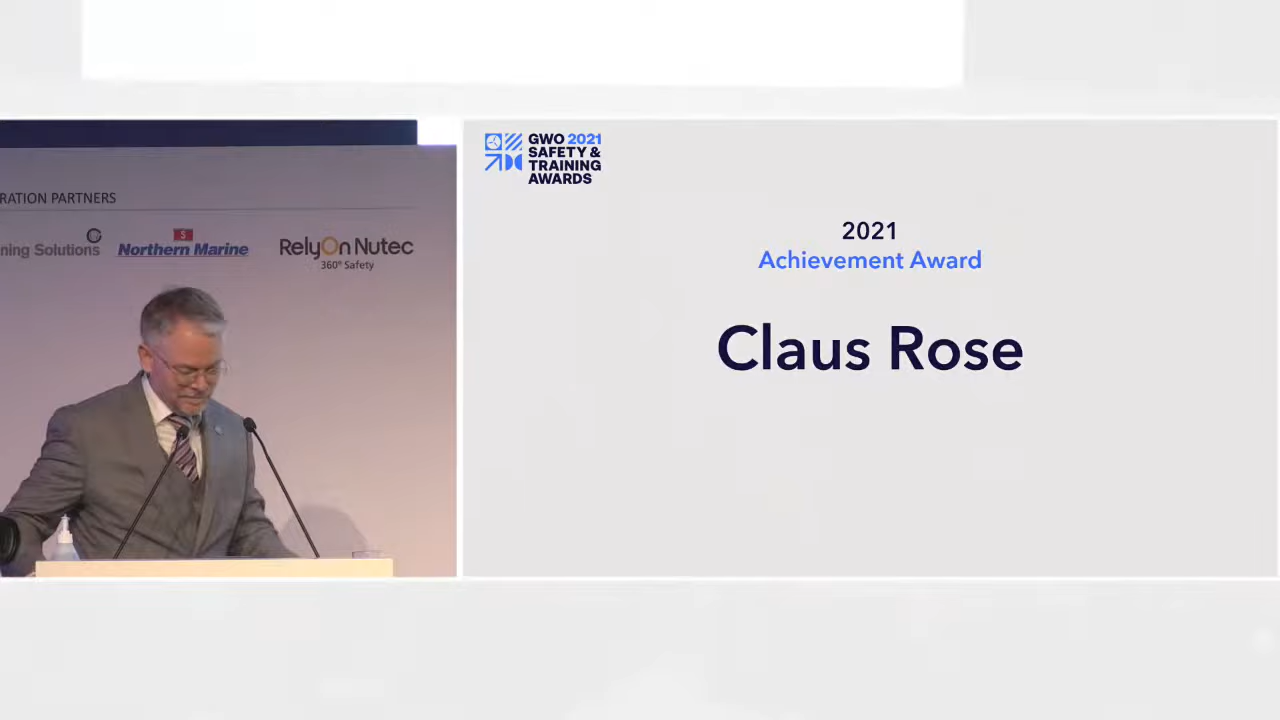 RATION PARTNERS
ning Solutions
Northern Marine
RelyOn Nutec
360° Safety
GWO 2021
SAFETY &
TRAINING
AWARDS
2021
Achievement Award
Claus Rose